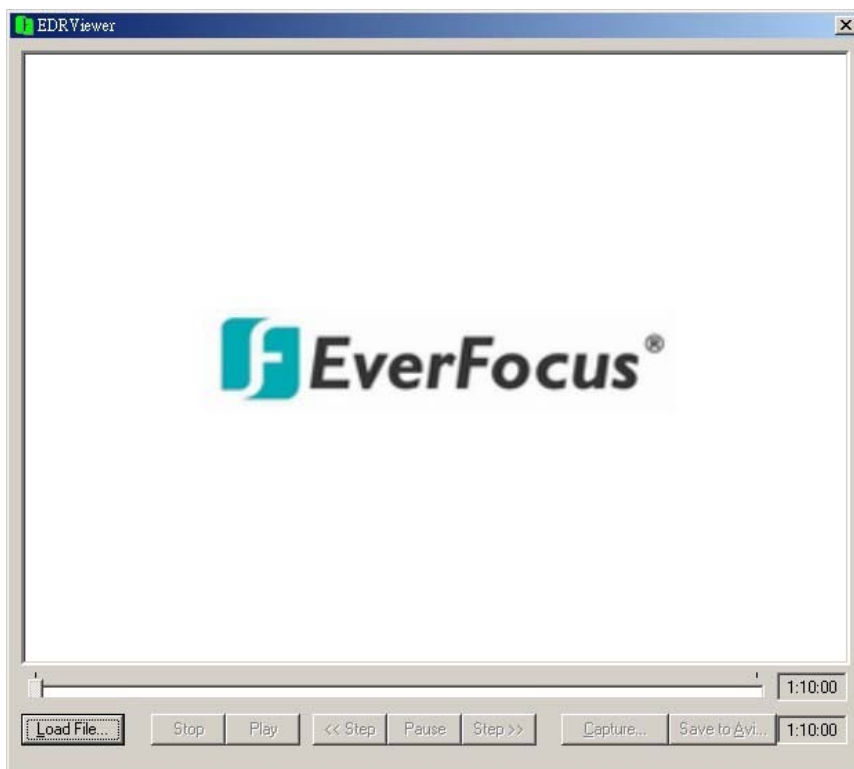 EDRViewer
EverFocus®
1:10:00
Load File... Stop Play << Step Pause Step >> Capture... Save to Avi... 1:10:00